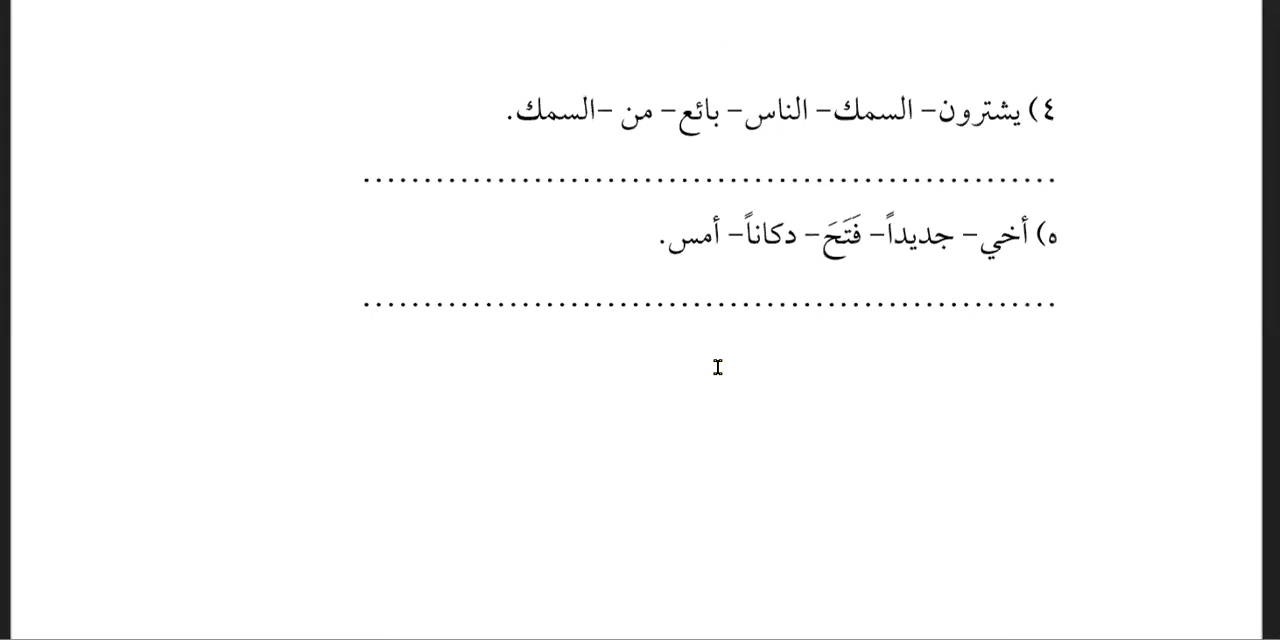 ٤) يشترون– السمك– الناس– بائع– من –السمك.
........................................................
٥) أخي– جديداً– فَتَحَ– دكاناً– أمس.
........................................................